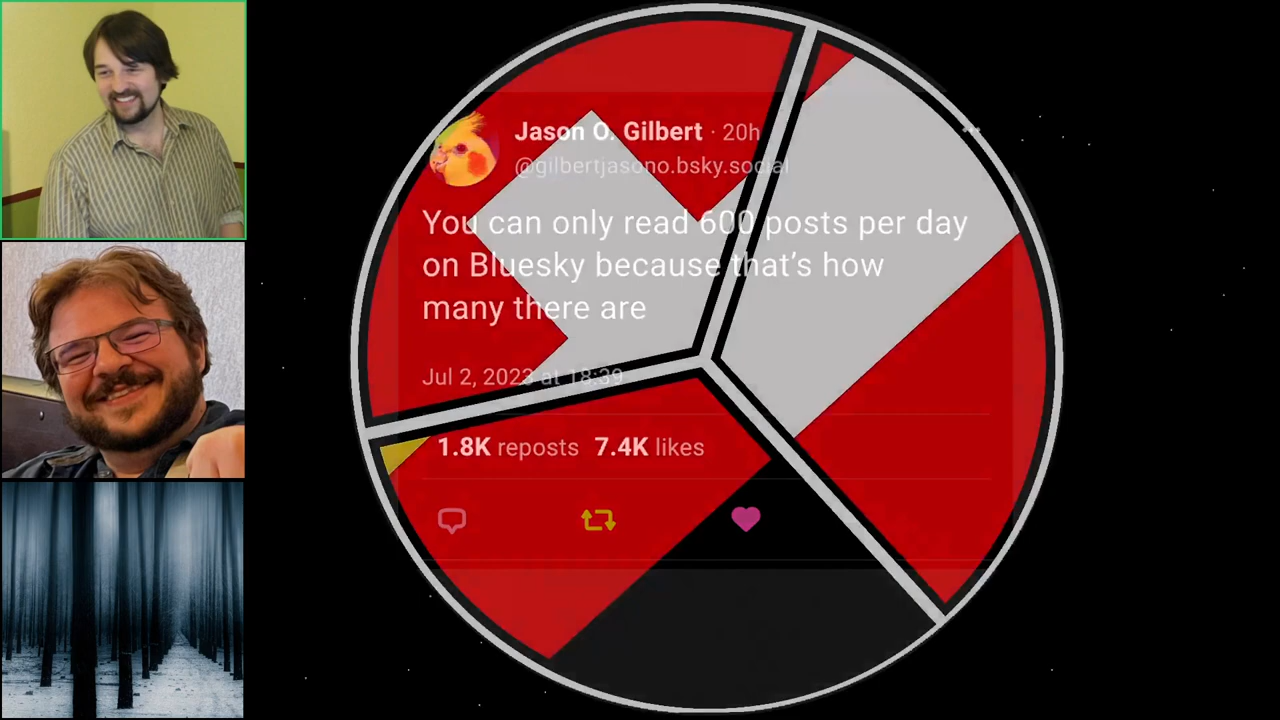 Jason O. Gilbert · 20h
@gilbertjasono.bsky.social
You can only read 600 posts per day
on Bluesky because that’s how
many there are
Jul 2, 2023 at 18:39
1.8K reposts 7.4K likes